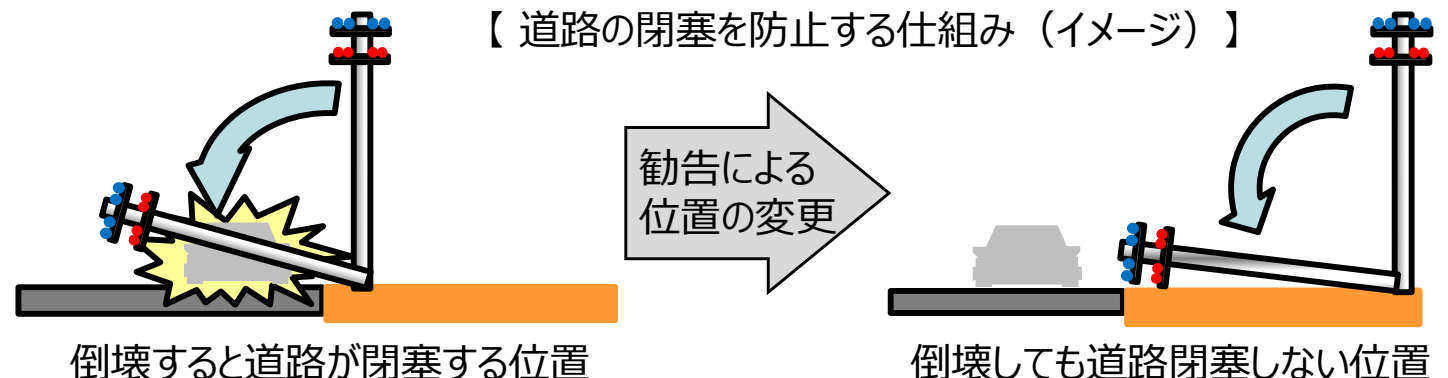 【 道路の閉塞を防止する仕組み（イメージ） 】
勧告による
位置の変更
倒壊すると道路が閉塞する位置
倒壊しても道路閉塞しない位置